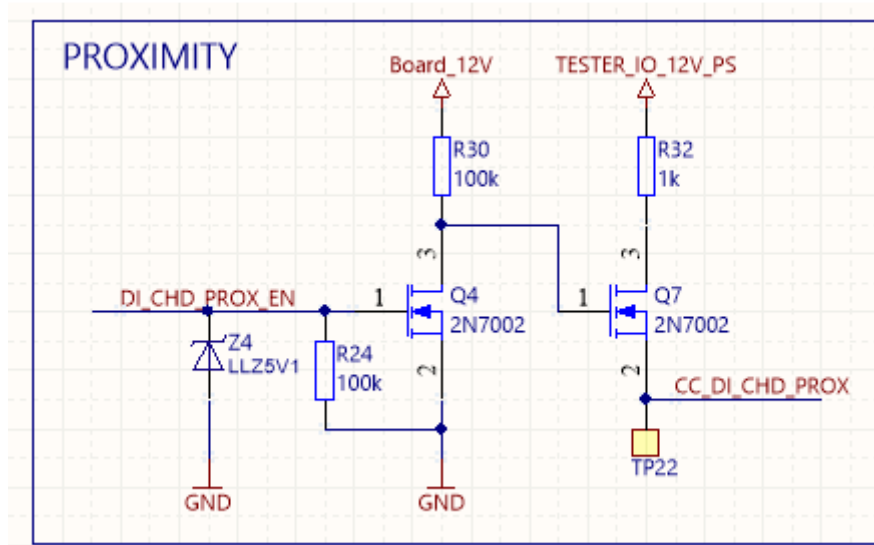 PROXIMITY
Board_12V
TESTER_IO_12V_PS
R30
100k
R32
1k
3
3
DI_CHD_PROX_EN
1
Q4
2N7002
1
Q7
2N7002
Z4
LLZ5V1
R24
100k
2
2
CC_DI_CHD_PROX
TP22
GND
GND